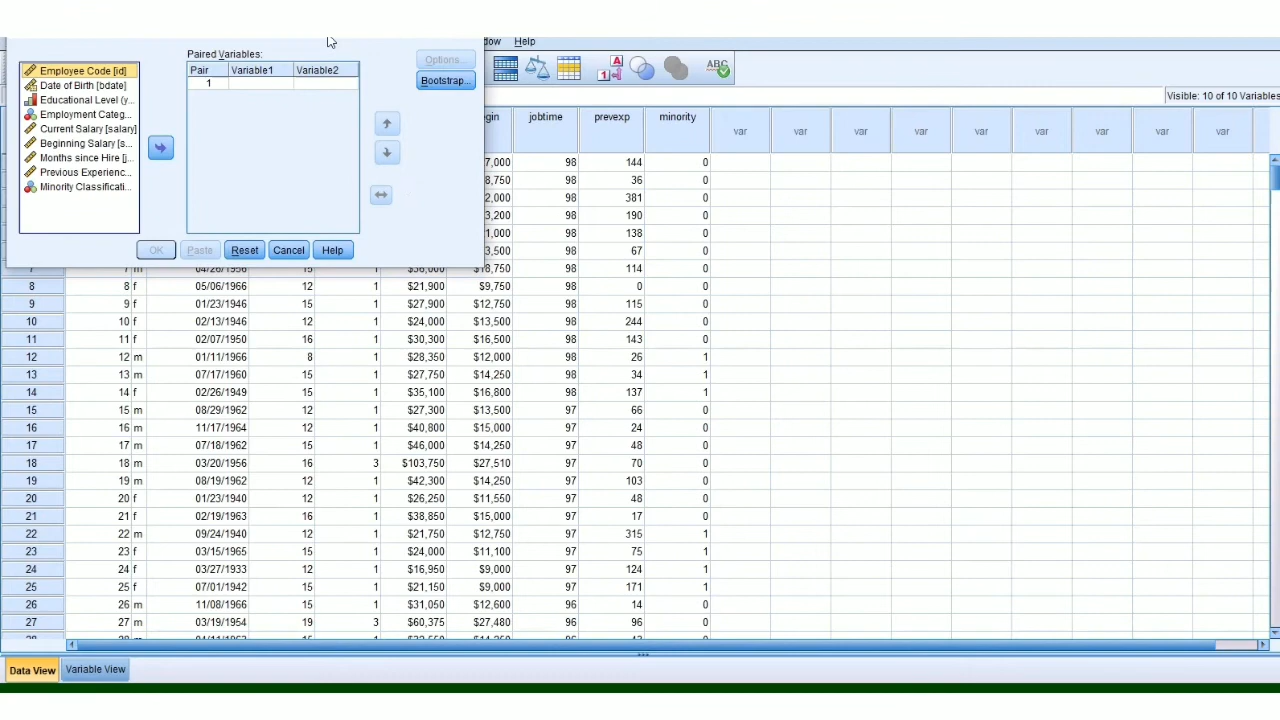 dow Help
Paired Variables:
Pair Variable1 Variable2
1
Options...
Bootstrap...
Employee Code [id]
Date of Birth [bdate]
Educational Level (y...
Employment Categ...
Current Salary [salary]
Beginning Salary [s...
Months since Hire [j...
Previous Experienc...
Minority Classificati...
OK Paste Reset Cancel Help
A 1 ABC
Visible: 10 of 10 Variables
gin jobtime prevexp minority var var var var var var var var var
7,000 98 144 0
8,750 98 36 0
2,000 98 381 0
3,200 98 190 0
1,000 98 138 0
3,500 98 67 0
7 m 04/26/1956 15 1 $36,000 $18,750 98 114 0
8 8 f 05/06/1966 12 1 $21,900 $9,750 98 0 0
9 9 f 01/23/1946 15 1 $27,900 $12,750 98 115 0
10 10 f 02/13/1946 12 1 $24,000 $13,500 98 244 0
11 11 f 02/07/1950 16 1 $30,300 $16,500 98 143 0
12 12 m 01/11/1966 8 1 $28,350 $12,000 98 26 1
13 13 m 07/17/1960 15 1 $27,750 $14,250 98 34 1
14 14 f 02/26/1949 15 1 $35,100 $16,800 98 137 1
15 15 m 08/29/1962 12 1 $27,300 $13,500 97 66 0
16 16 m 11/17/1964 12 1 $40,800 $15,000 97 24 0
17 17 m 07/18/1962 15 1 $46,000 $14,250 97 48 0
18 18 m 03/20/1956 16 3 $103,750 $27,510 97 70 0
19 19 m 08/19/1962 12 1 $42,300 $14,250 97 103 0
20 20 f 01/23/1940 12 1 $26,250 $11,550 97 48 0
21 21 f 02/19/1963 16 1 $38,850 $15,000 97 17 0
22 22 m 09/24/1940 12 1 $21,750 $12,750 97 315 1
23 23 f 03/15/1965 15 1 $24,000 $11,100 97 75 1
24 24 f 03/27/1933 12 1 $16,950 $9,000 97 124 1
25 25 f 07/01/1942 15 1 $21,150 $9,000 97 171 1
26 26 m 11/08/1966 15 1 $31,050 $12,600 96 14 0
27 27 m 03/19/1954 19 3 $60,375 $27,480 96 96 0
Data View Variable View